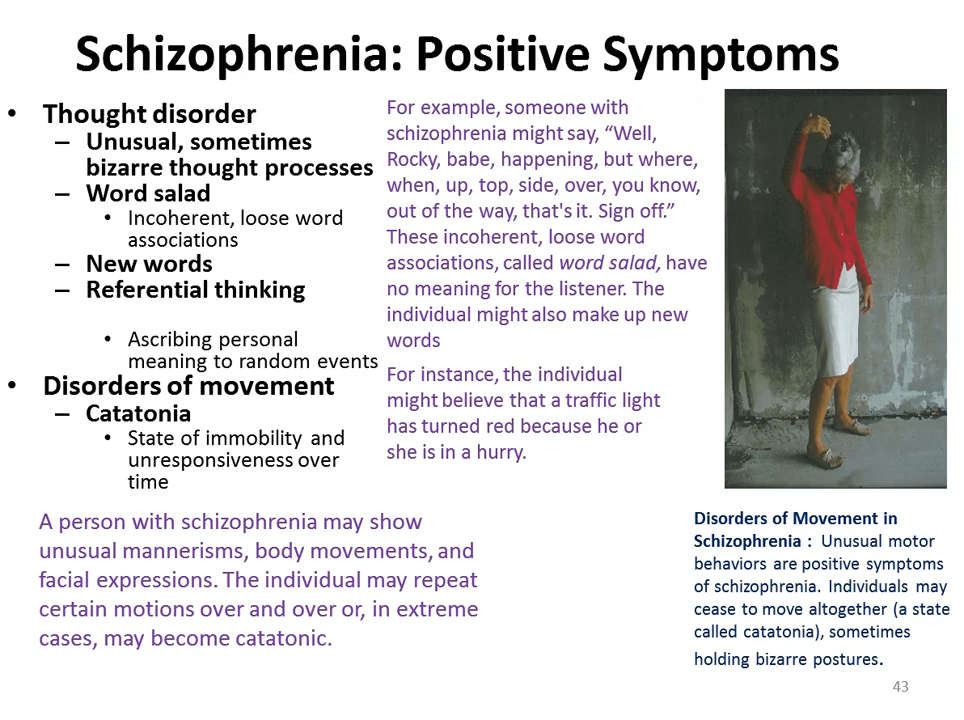 Schizophrenia: Positive Symptoms
• Thought disorder
– Unusual, sometimes
bizarre thought processes
– Word salad
• Incoherent, loose word
associations
– New words
– Referential thinking
• Ascribing personal
meaning to random events
• Disorders of movement
– Catatonia
• State of immobility and
unresponsiveness over
time
For example, someone with
schizophrenia might say, “Well,
Rocky, babe, happening, but where,
when, up, top, side, over, you know,
out of the way, that's it. Sign off.”
These incoherent, loose word
associations, called word salad, have
no meaning for the listener. The
individual might also make up new
words
For instance, the individual
might believe that a traffic light
has turned red because he or
she is in a hurry.
A person with schizophrenia may show
unusual mannerisms, body movements, and
facial expressions. The individual may repeat
certain motions over and over or, in extreme
cases, may become catatonic.
Disorders of Movement in
Schizophrenia : Unusual motor
behaviors are positive symptoms
of schizophrenia. Individuals may
cease to move altogether (a state
called catatonia), sometimes
holding bizarre postures.
43